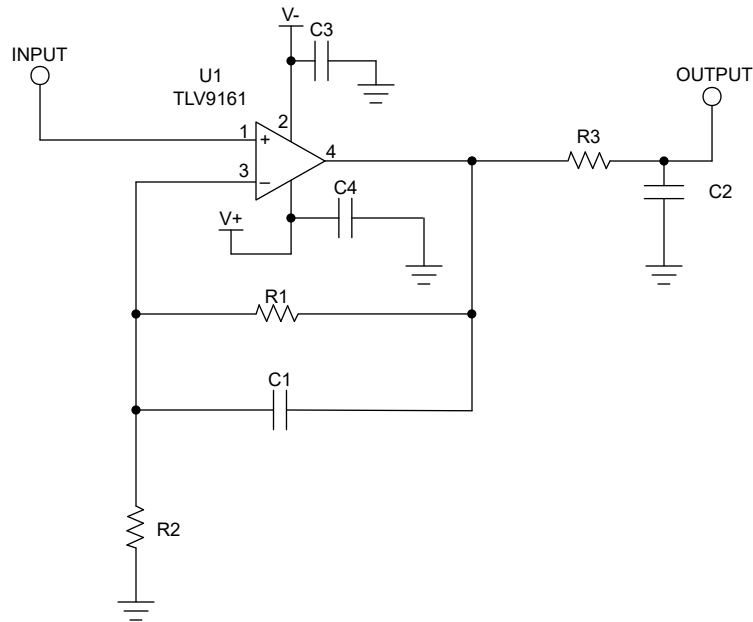 V-
C3
INPUT
U1
TLV9161
OUTPUT
2
1
+
R3
4
3
−
C4
C2
V+
R1
C1
R2